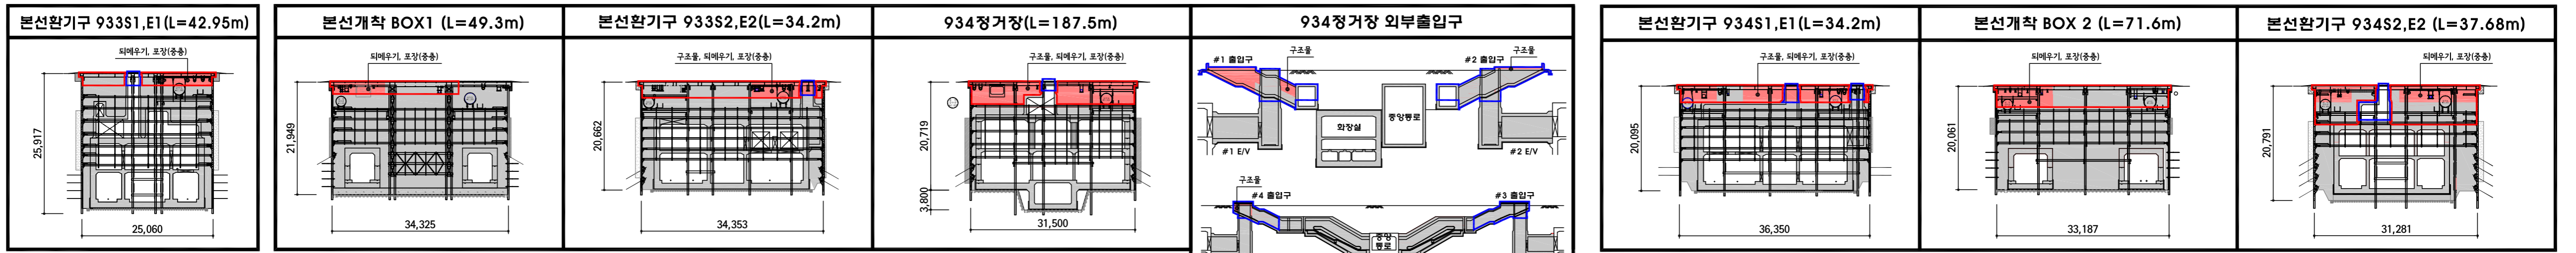 본선환기구 933S1,E1(L=42.95m)
되메우기, 포장(중층)
25,917
25,060
본선개착 BOX1 (L=49.3m)
되메우기, 포장(중층)
21,949
34,325
본선환기구 933S2,E2(L=34.2m)
구조물, 되메우기, 포장(중층)
20,662
34,353
934정거장(L=187.5m)
구조물, 되메우기, 포장(중층)
20,719
3,800
31,500
934정거장 외부출입구
구조물
#1 출입구
구조물
#2 출입구
화장실
중앙통로
#1 E/V
#2 E/V
구조물
#4 출입구
#3 출입구
중앙
통로
본선환기구 934S1,E1(L=34.2m)
구조물, 되메우기, 포장(중층)
20,095
36,350
본선개착 BOX 2 (L=71.6m)
되메우기, 포장(중층)
20,061
33,187
본선환기구 934S2,E2 (L=37.68m)
되메우기, 포장(중층)
20,791
31,281